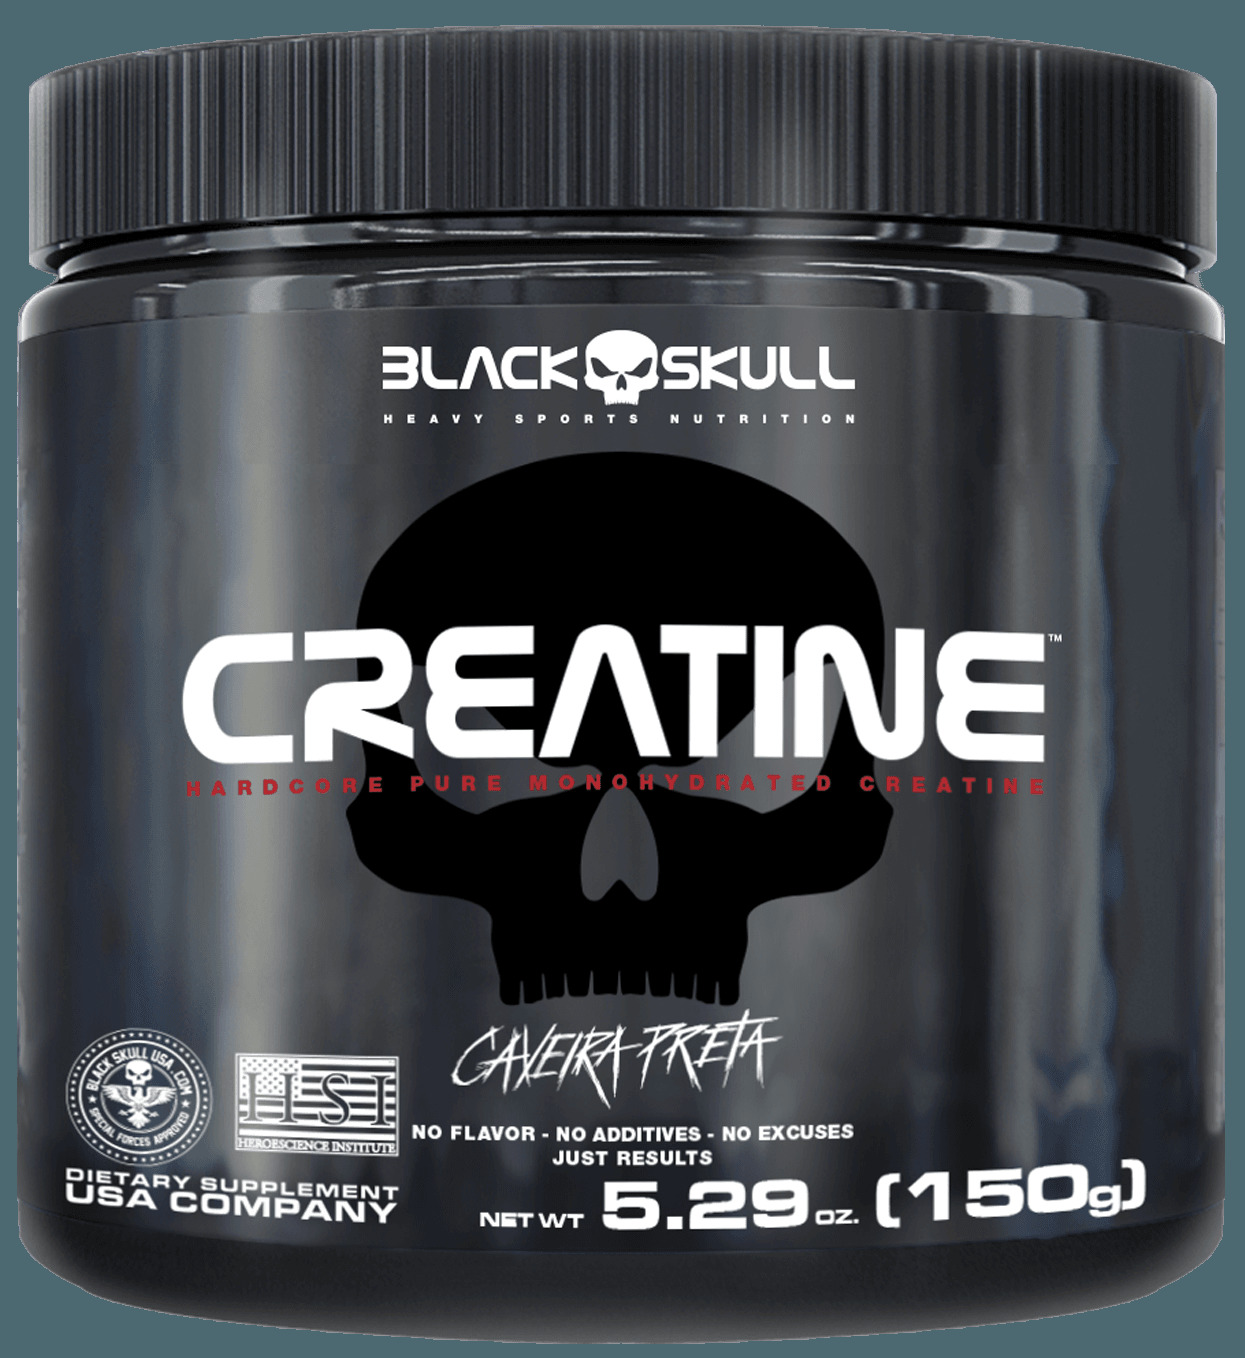 BLACK SKULL
HEAVY SPORTS NUTRITION
CREATINE™
HARDCORE PURE MONOHYDRATED CREATINE
CAVEIRA PRETA
BLACK SKULL USA .COM
SPECIAL FORCES APPROVED
HSI
HEROESCIENCE INSTITUTE
NO FLAVOR - NO ADDITIVES - NO EXCUSES
JUST RESULTS
DIETARY SUPPLEMENT
USA COMPANY
NET WT 5.29 oz. (150g)